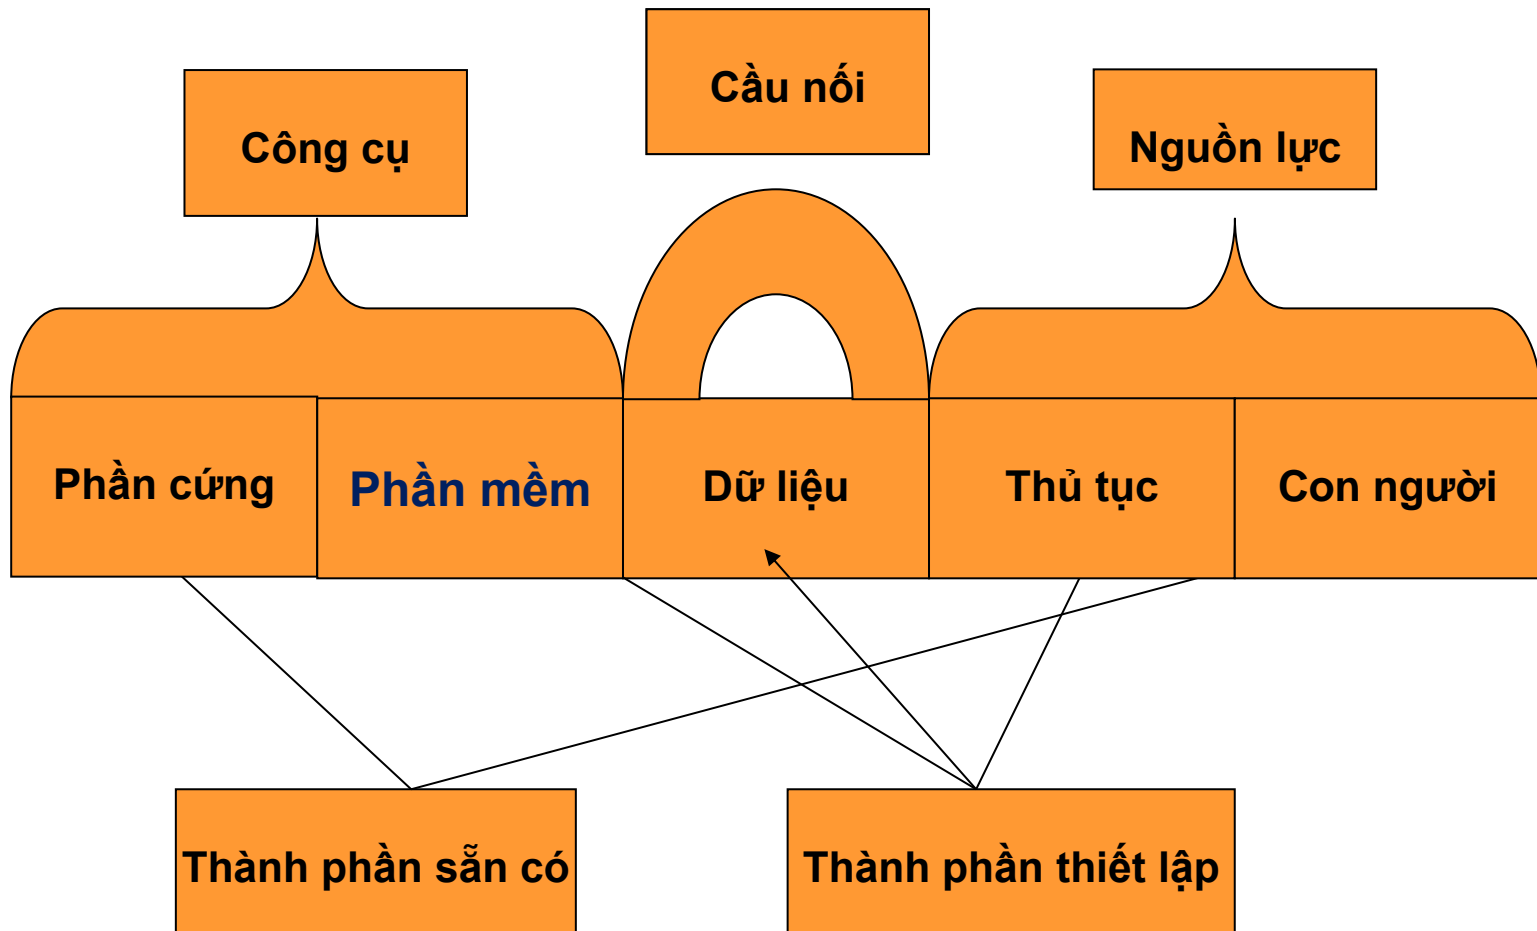 Cầu nối
Công cụ
Nguồn lực
Phần cứng
Phần mềm
Dữ liệu
Thủ tục
Con người
Thành phần sẵn có
Thành phần thiết lập